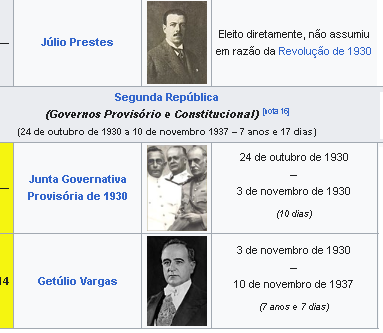 —
Júlio Prestes
Eleito diretamente, não assumiu
em razão da Revolução de 1930
Segunda República
(Governos Provisório e Constitucional) [nota 16]
(24 de outubro de 1930 a 10 de novembro 1937 – 7 anos e 17 dias)
—
Junta Governativa
Provisória de 1930
24 de outubro de 1930
—
3 de novembro de 1930
(10 dias)
14
Getúlio Vargas
3 de novembro de 1930
—
10 de novembro de 1937
(7 anos e 7 dias)